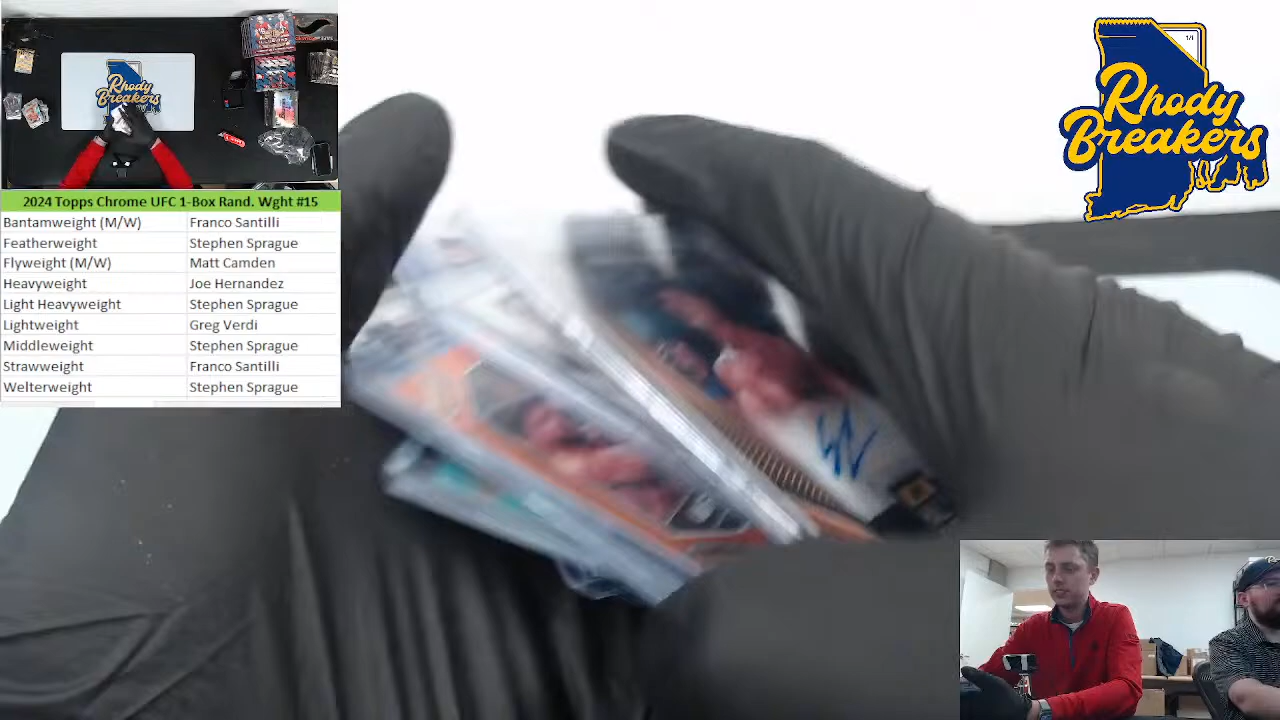 2024 Topps Chrome UFC 1-Box Rand. Wght #15
Bantamweight (M/W) Franco Santilli
Featherweight Stephen Sprague
Flyweight (M/W) Matt Camden
Heavyweight Joe Hernandez
Light Heavyweight Stephen Sprague
Lightweight Greg Verdi
Middleweight Stephen Sprague
Strawweight Franco Santilli
Welterweight Stephen Sprague
1/1
Rhody
Breakers
Rhody
Breakers